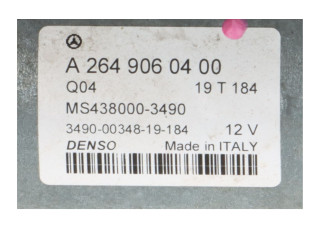 A 264 906 04 00
Q04 19 T 184
MS438000-3490
3490-00348-19-184 12 V
DENSO Made in ITALY